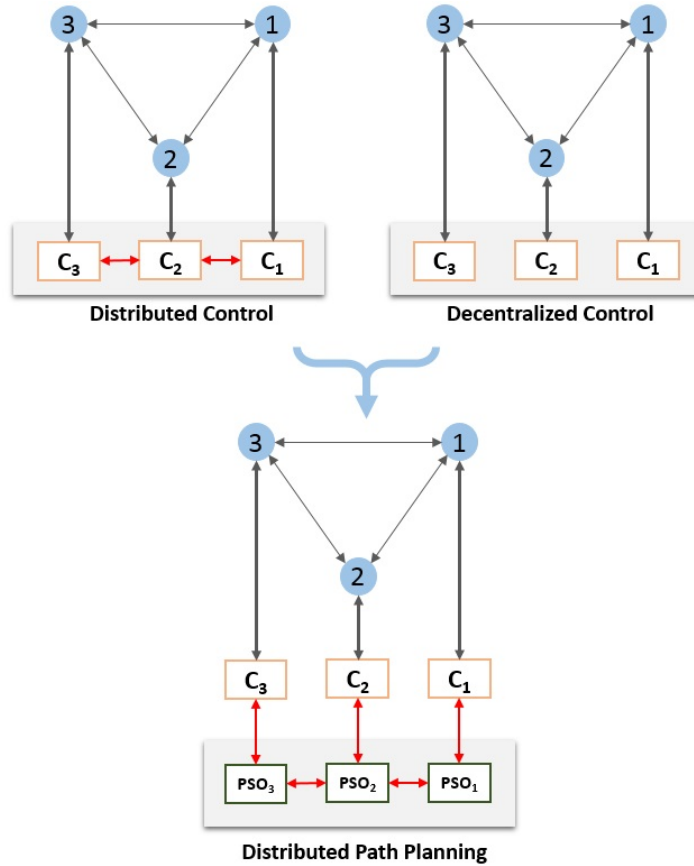 3 1
2
C₃ C₂ C₁
Distributed Control
3 1
2
C₃ C₂ C₁
Decentralized Control
3 1
2
C₃ C₂ C₁
PSO₃ PSO₂ PSO₁
Distributed Path Planning